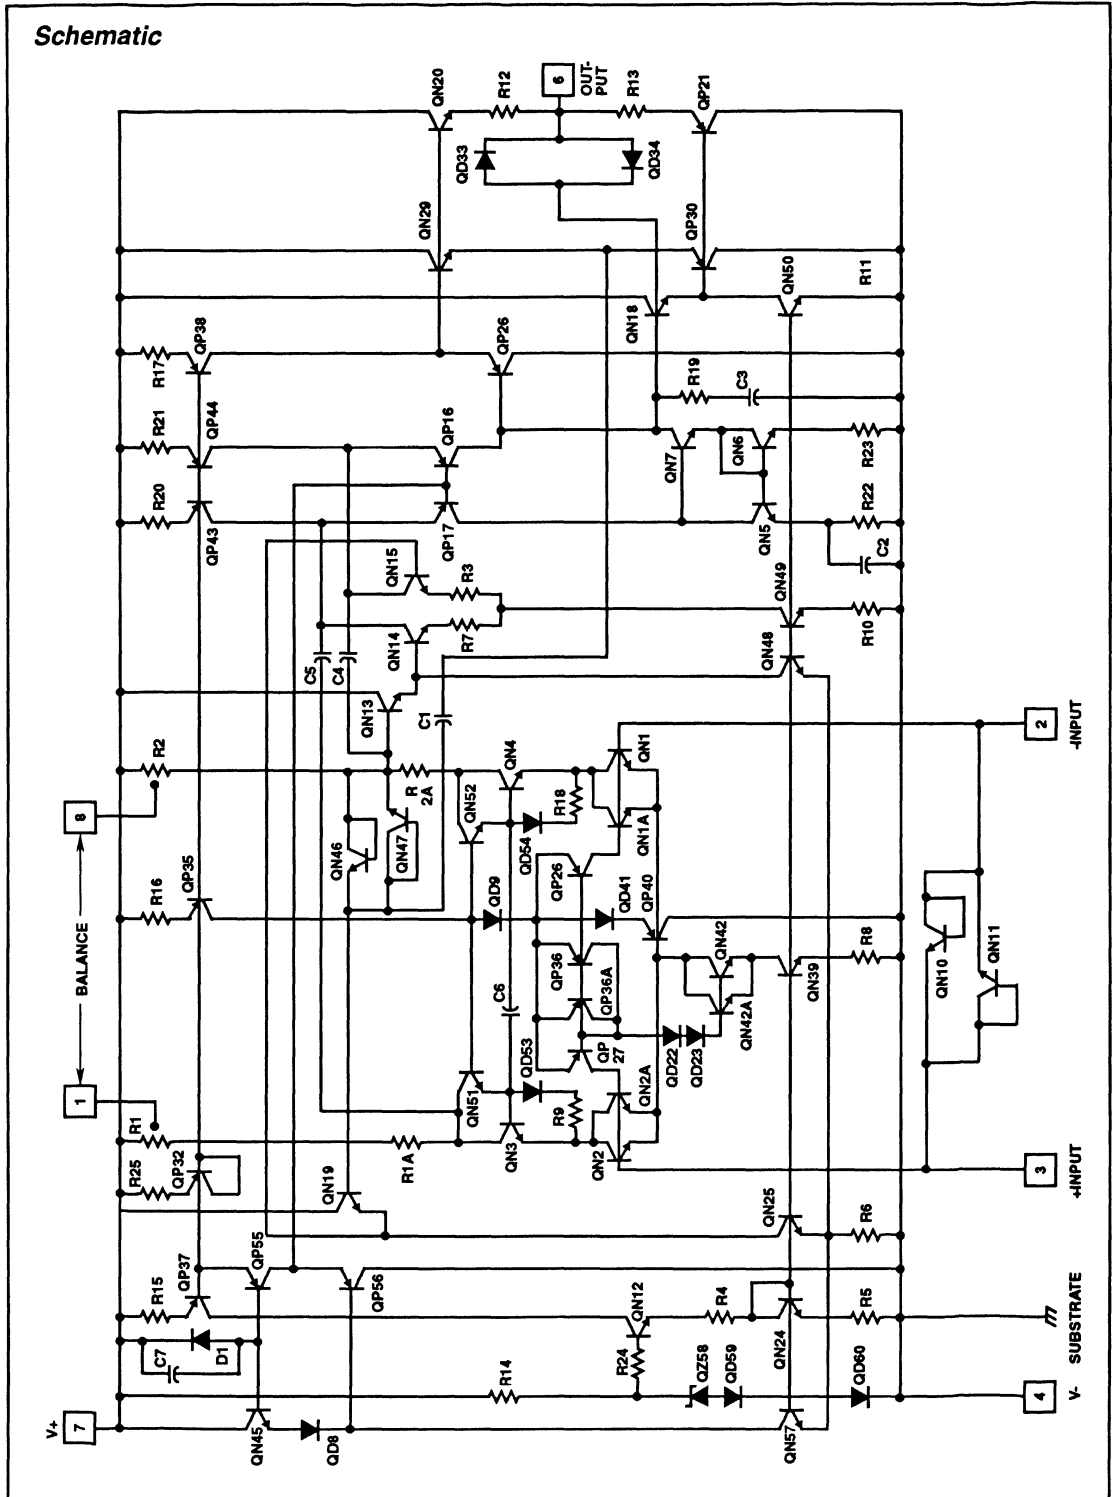 Schematic
QN20
R12
6
OUT-
PUT
R13
QP21
QD33
QD34
QN29
QP30
QN18
QN50
R11
R17
QP38
QP26
R19
C3
R21
QP44
QP16
QN7
QN6
R23
R20
QP43
QP17
QN5
R22
C2
QN15
R3
QN14
R7
QN49
QN48
R10
C5
C4
QN13
C1
2
-INPUT
R2
R
2A
QN4
QN1
8
QN52
R18
QN1A
QD54
QN46
QN47
QP26
QP35
R16
QD9
QD41
QP40
BALANCE
QP36
QN42
QN39
R8
QN10
QN11
C6
QP36A
QN42A
QP
27
QD22
QD23
QD53
1
QN51
R9
QN2A
R1
R1A
QN3
QN2
3
+INPUT
R25
QP32
QN19
QN25
R6
QP37
QP55
QP56
R15
QN12
R4
QN24
R5
SUBSTRATE
C7
D1
R14
R24
QZ58
QD59
QD60
4
V-
V+
7
QN45
QD8
QN57